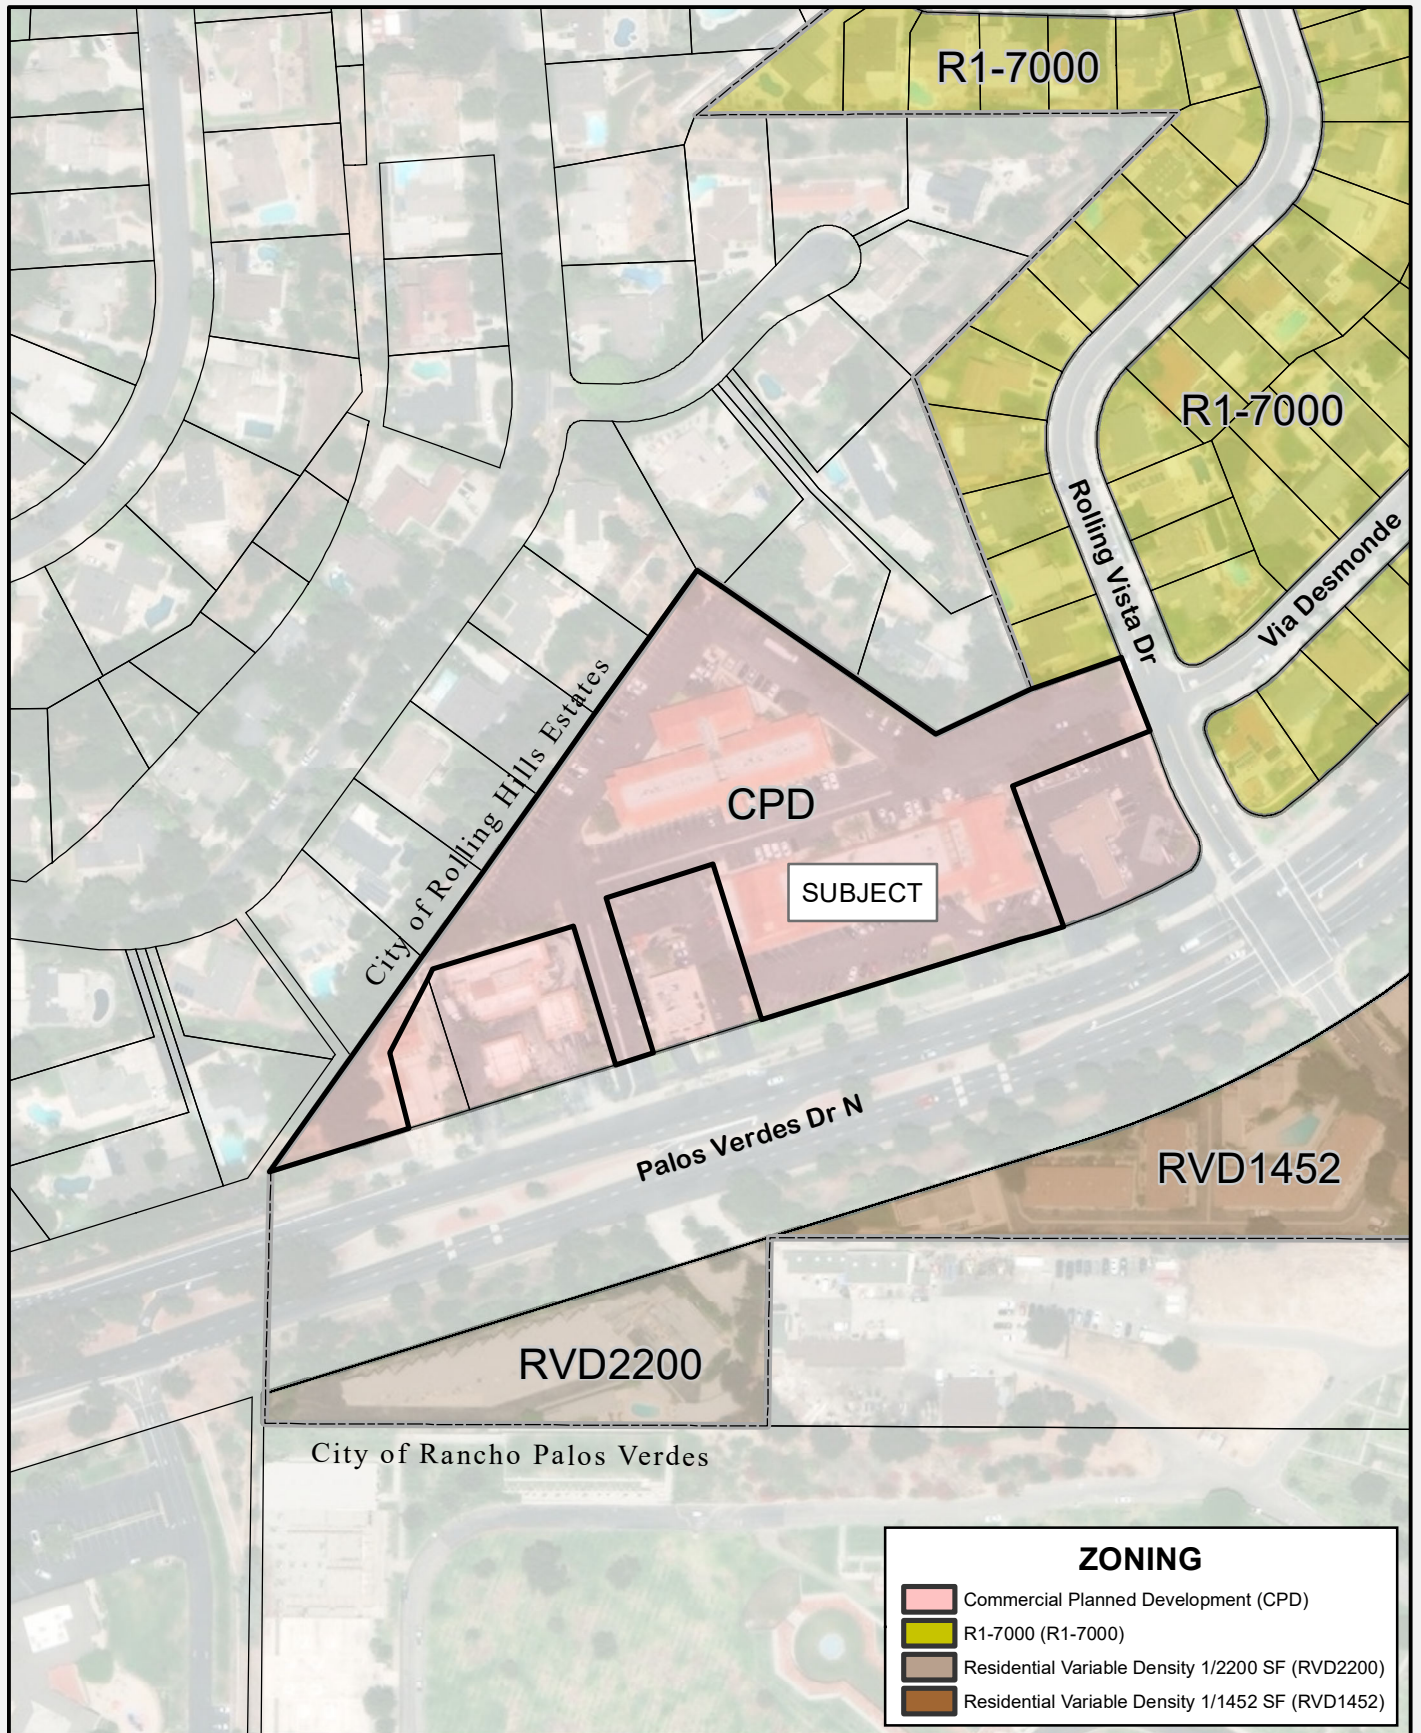 R1-7000
R1-7000
Rolling Vista Dr
Via Desmonde
City of Rolling Hills Estates
CPD
SUBJECT
Palos Verdes Dr N
RVD1452
RVD2200
City of Rancho Palos Verdes
ZONING
Commercial Planned Development (CPD)
R1-7000 (R1-7000)
Residential Variable Density 1/2200 SF (RVD2200)
Residential Variable Density 1/1452 SF (RVD1452)